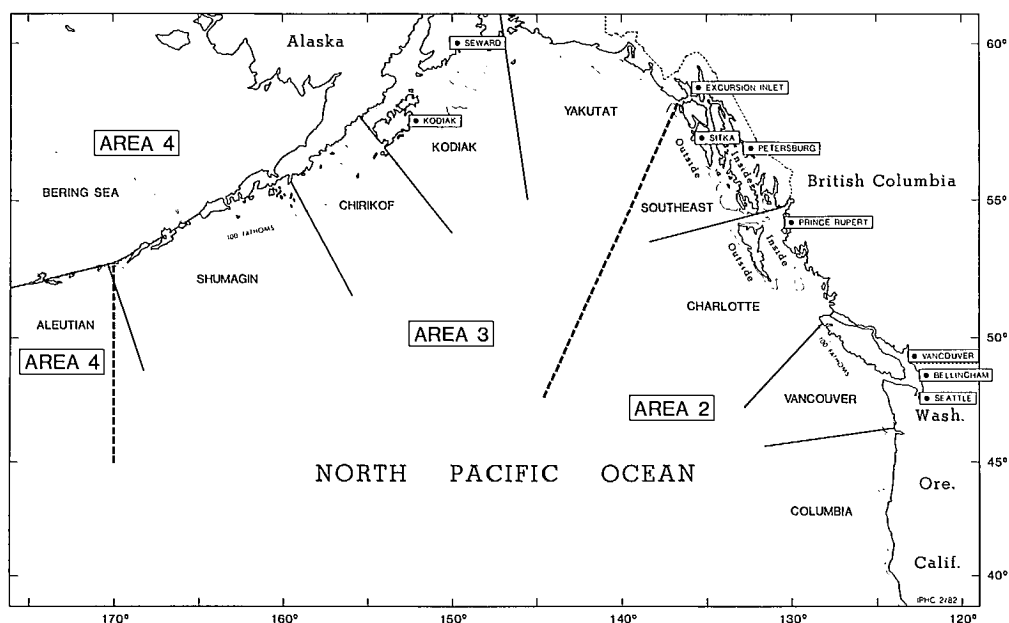 Alaska
60°
SEWARD
EXCURSION INLET
YAKUTAT
KODIAK
KODIAK
SITKA
PETERSBURG
AREA 4
Outside
Insides
British Columbia
BERING SEA
CHIRIKOF
SOUTHEAST
55°
PRINCE RUPERT
100 FATHOMS
Outside
Inside
SHUMAGIN
CHARLOTTE
ALEUTIAN
AREA 3
50°
AREA 4
100 FATHOMS
VANCOUVER
BELLINGHAM
SEATTLE
VANCOUVER
AREA 2
Wash.
NORTH PACIFIC OCEAN
45°
Ore.
COLUMBIA
Calif.
40°
IPHC 2/82
170° 160° 150° 140° 130° 120°